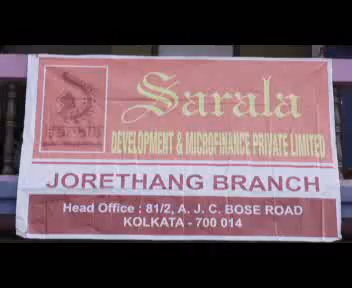 Sarala
DEVELOPMENT & MICROFINANCE PRIVATE LIMITED
JORETHANG BRANCH
Head Office : 81/2, A. J. C. BOSE ROAD
KOLKATA - 700 014